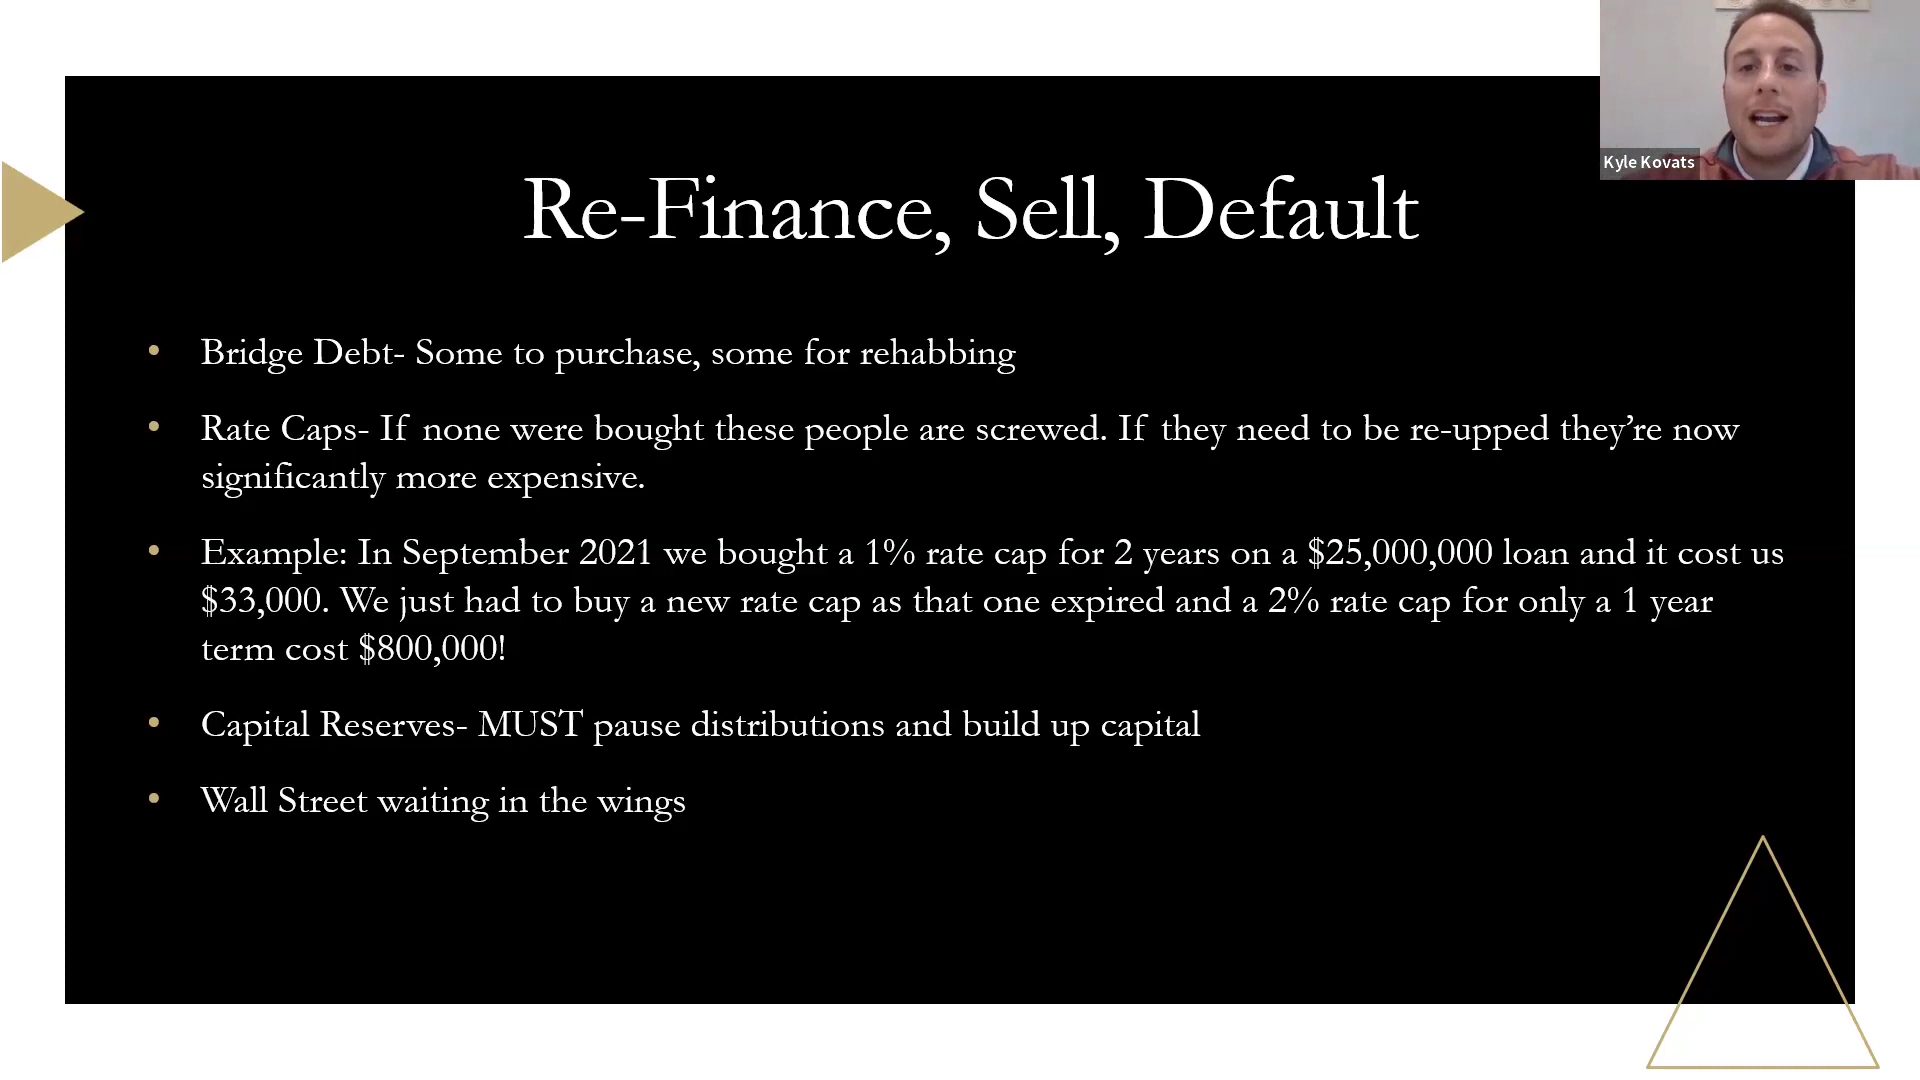 Kyle Kovats
Re-Finance, Sell, Default
• Bridge Debt- Some to purchase, some for rehabbing
• Rate Caps- If none were bought these people are screwed. If they need to be re-upped they’re now
significantly more expensive.
• Example: In September 2021 we bought a 1% rate cap for 2 years on a $25,000,000 loan and it cost us
$33,000. We just had to buy a new rate cap as that one expired and a 2% rate cap for only a 1 year
term cost $800,000!
• Capital Reserves- MUST pause distributions and build up capital
• Wall Street waiting in the wings